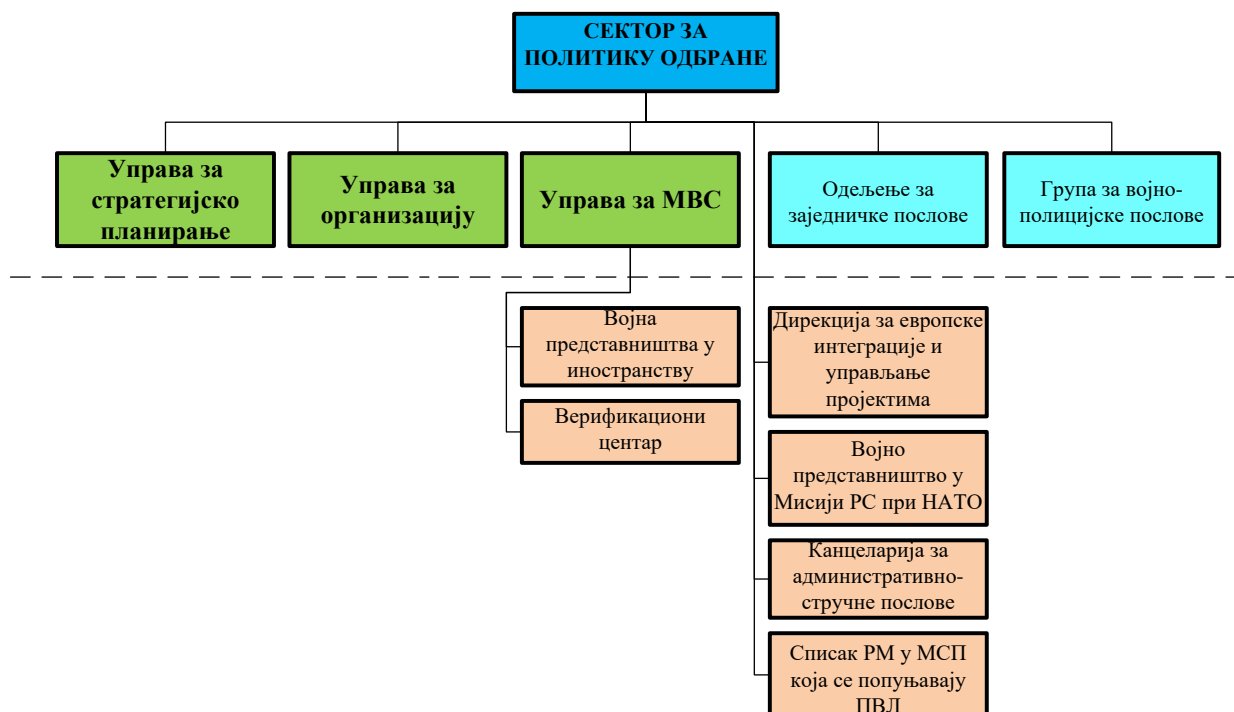 СЕКТОР ЗА
ПОЛИТИКУ ОДБРАНЕ
Управа за
стратегијско
планирање
Управа за
организацију
Управа за МВС
Одељење за
заједничке послове
Група за војно-
полицијске послове
Војна
представништва у
иностранству
Верификациони
центар
Дирекција за европске
интеграције и
управљање
пројектима
Војно
представништво у
Мисији РС при НАТО
Канцеларија за
административно-
стручне послове
Списак РМ у МСП
која се попуњавају
ПВЛ